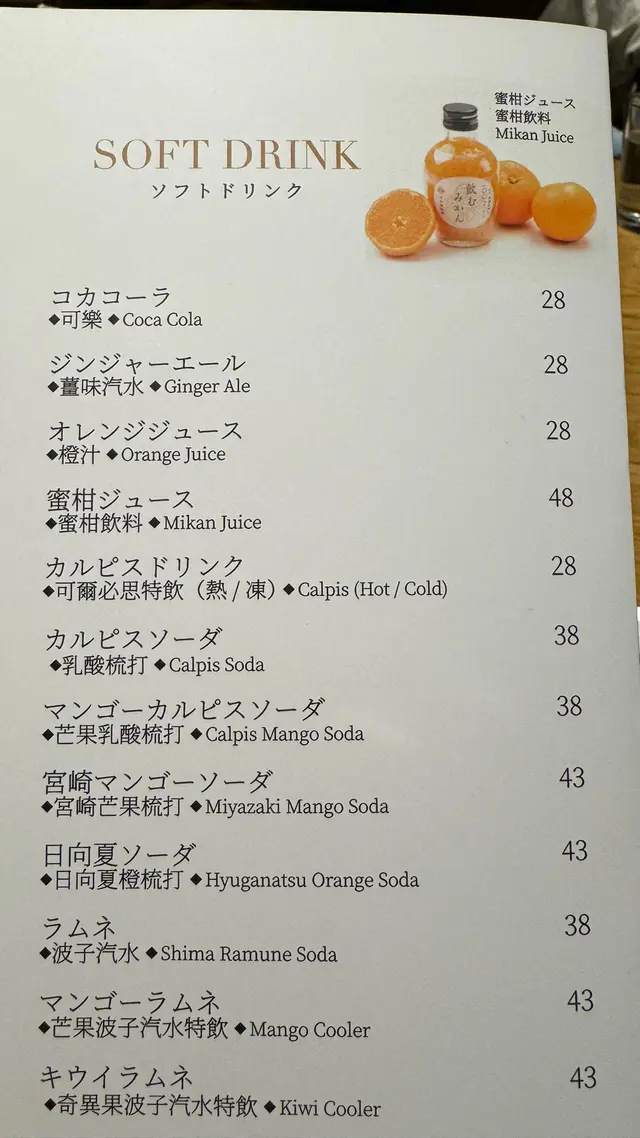 蜜柑ジュース
蜜柑飲料
Mikan Juice
SOFT DRINK
ソフトドリンク
飲む
みかん
コカコーラ 28
◆可樂 ◆Coca Cola
ジンジャーエール 28
◆薑味汽水 ◆Ginger Ale
オレンジジュース 28
◆橙汁 ◆Orange Juice
蜜柑ジュース 48
◆蜜柑飲料 ◆Mikan Juice
カルピスドリンク 28
◆可爾必思特飲（熱 / 凍）◆Calpis (Hot / Cold)
カルピスソーダ 38
◆乳酸梳打 ◆Calpis Soda
マンゴーカルピスソーダ 38
◆芒果乳酸梳打 ◆Calpis Mango Soda
宮崎マンゴーソーダ 43
◆宮崎芒果梳打 ◆Miyazaki Mango Soda
日向夏ソーダ 43
◆日向夏橙梳打 ◆Hyuganatsu Orange Soda
ラムネ 38
◆波子汽水 ◆Shima Ramune Soda
マンゴーラムネ 43
◆芒果波子汽水特飲 ◆Mango Cooler
キウイラムネ 43
◆奇異果波子汽水特飲 ◆Kiwi Cooler